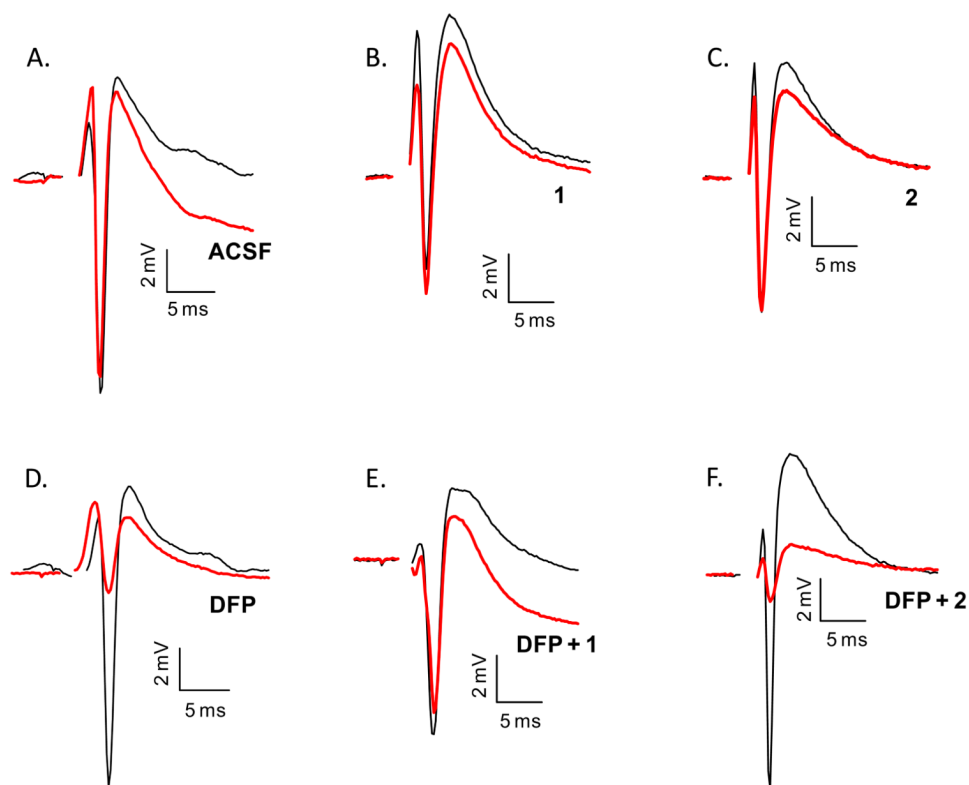 A.
ACSF
2 mV
5 ms
B.
1
2 mV
5 ms
C.
2
2 mV
5 ms
D.
DFP
2 mV
5 ms
E.
DFP + 1
2 mV
5 ms
F.
DFP + 2
2 mV
5 ms